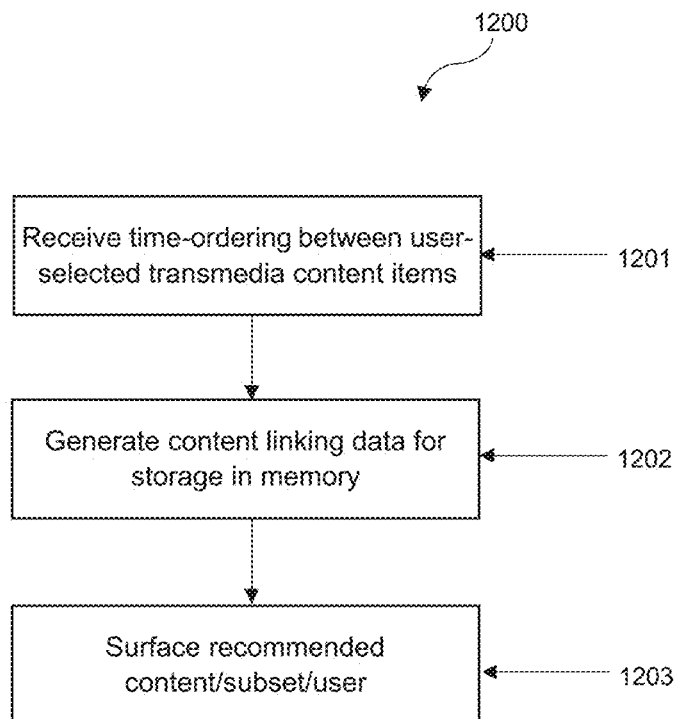 1200
Receive time-ordering between user-
selected transmedia content items
1201
Generate content linking data for
storage in memory
1202
Surface recommended
content/subset/user
1203